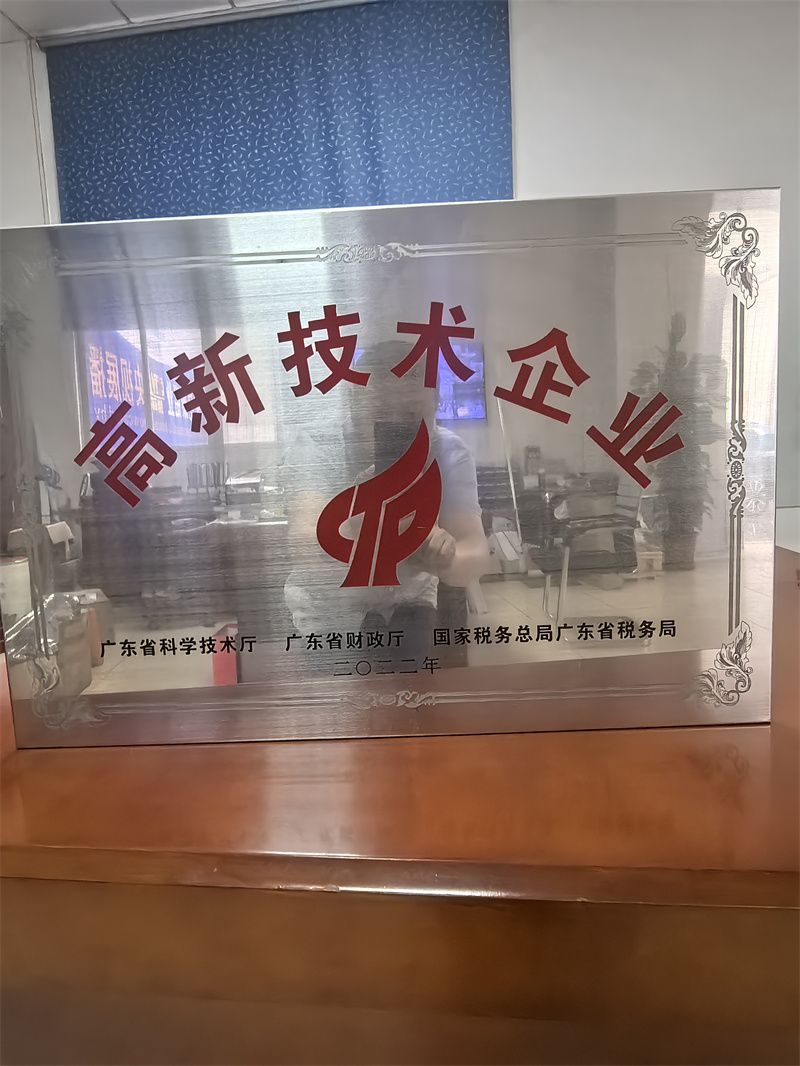 高新技术企业
广东省科学技术厅 广东省财政厅 国家税务总局广东省税务局
二〇二二年